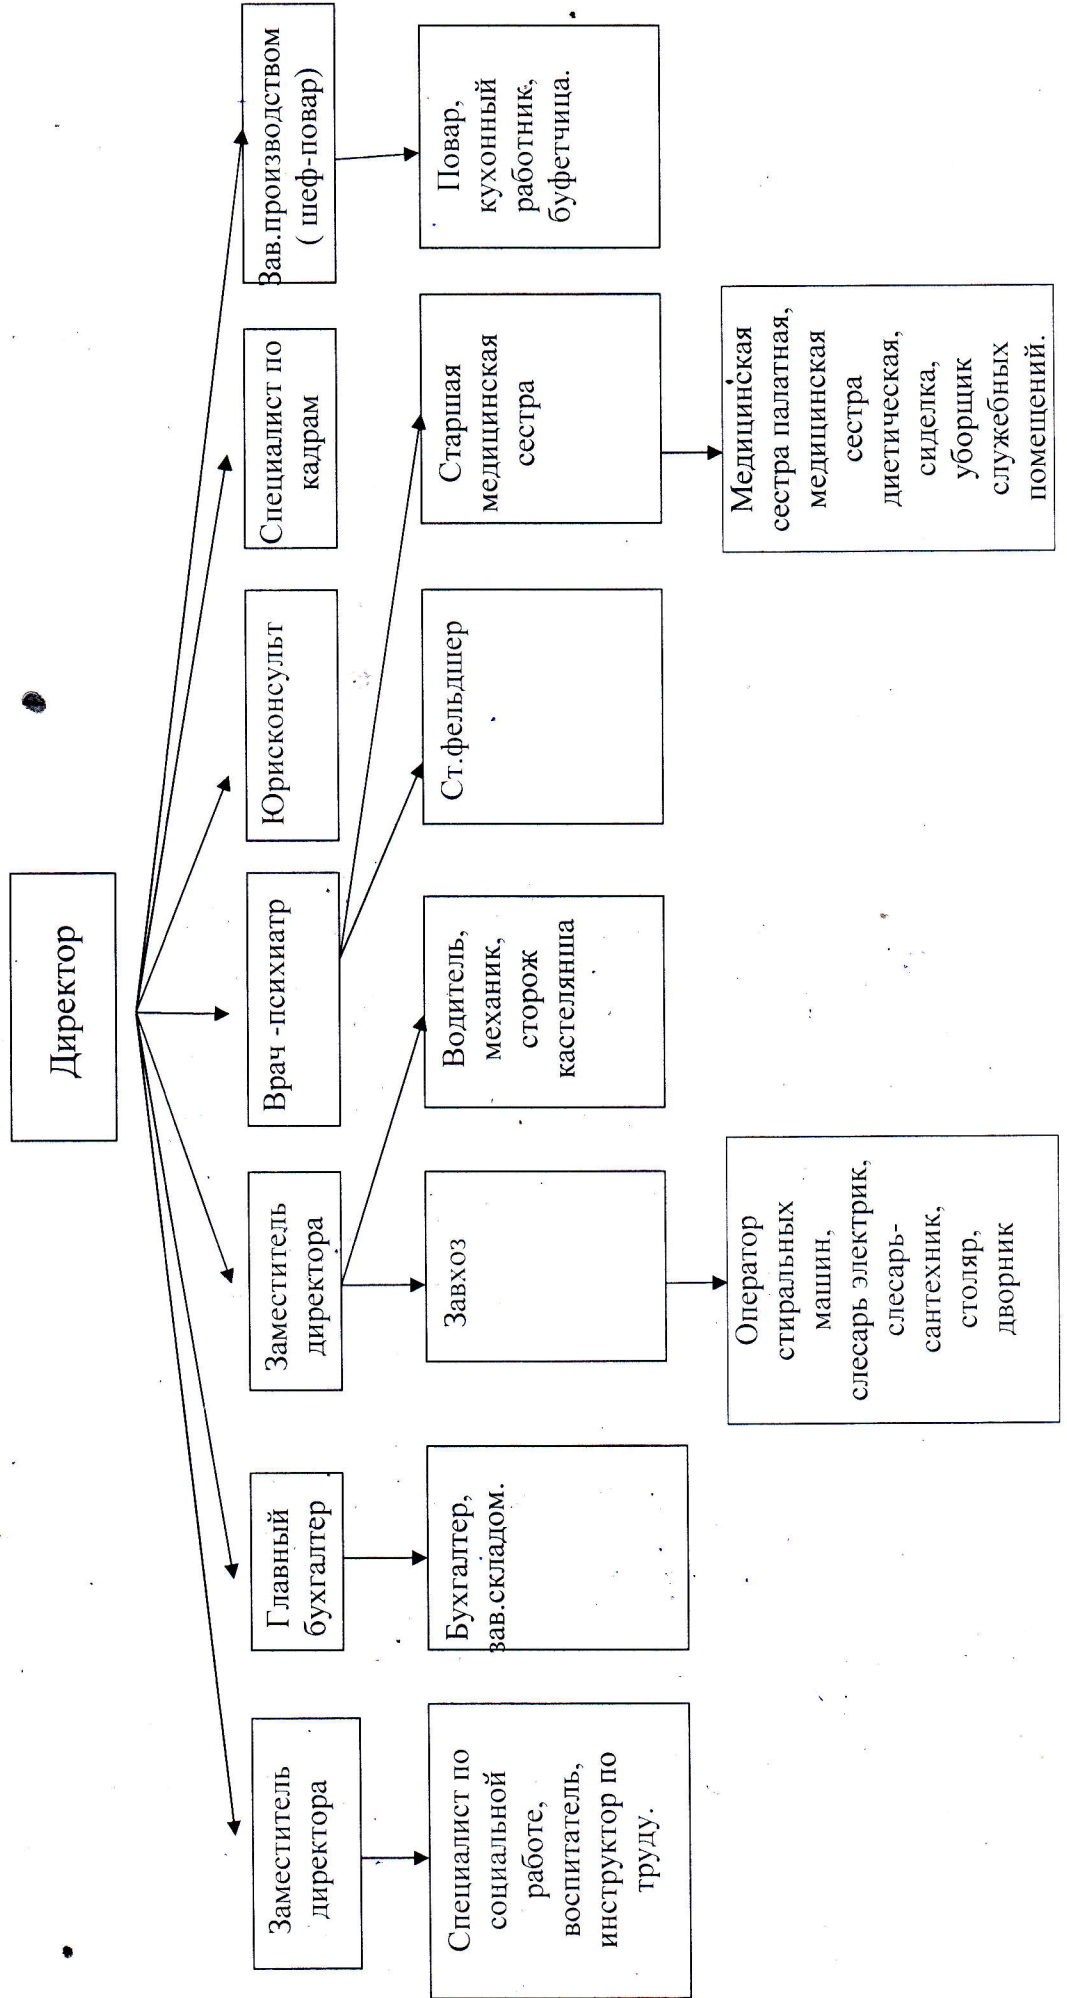 Директор
Заместитель
директора
Главный
бухгалтер
Заместитель
директора
Врач -психиатр
Юрисконсульт
Специалист по
кадрам
Зав.производством
( шеф-повар)
Специалист по
социальной
работе,
воспитатель,
инструктор по
труду.
Бухгалтер,
зав.складом.
Завхоз
Водитель,
механик,
сторож
кастелянша
Ст.фельдшер
Старшая
медицинская
сестра
Повар,
кухонный
работник,
буфетчица.
Оператор
стиральных
машин,
слесарь электрик,
слесарь-
сантехник,
столяр,
дворник
Медицинская
сестра палатная,
медицинская
сестра
диетическая,
сиделка,
уборщик
служебных
помещений.